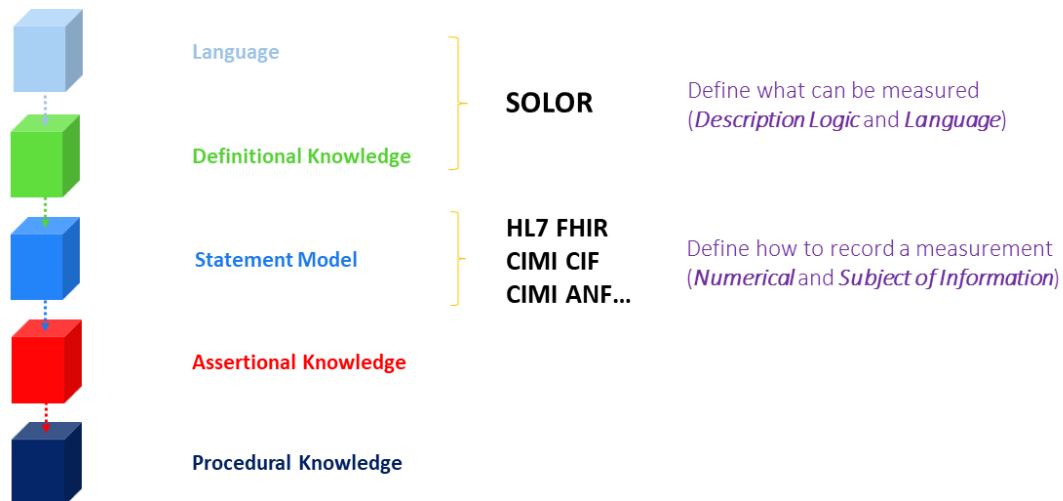 Language
SOLOR
Define what can be measured
(Description Logic and Language)
Definitional Knowledge
HL7 FHIR
Statement Model
CIMI CIF
CIMI ANF...
Define how to record a measurement
(Numerical and Subject of Information)
Assertional Knowledge
Procedural Knowledge